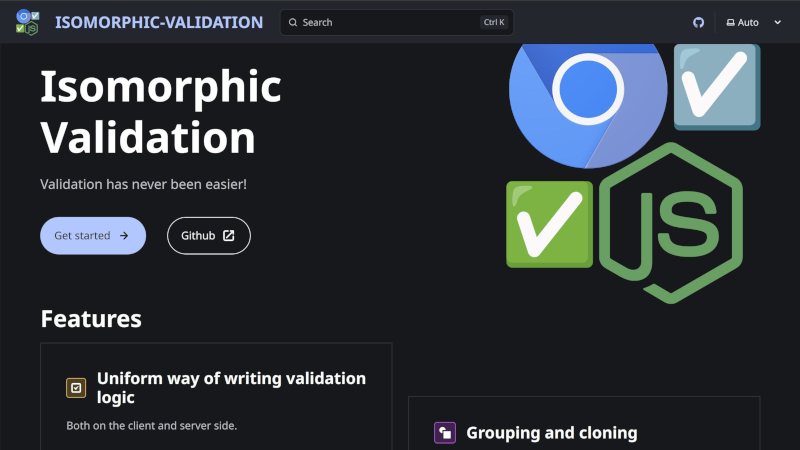 ISOMORPHIC-VALIDATION
Search
Ctrl K
Auto
Isomorphic
Validation
Validation has never been easier!
Get started
Github
JS
Features
Uniform way of writing validation
logic
Both on the client and server side.
Grouping and cloning